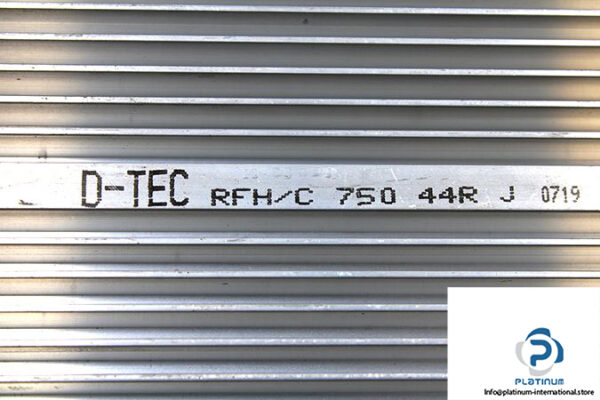 D-TEC RFH/C 750 44R J 0719
PLATINUM
Info@platinum-international.store